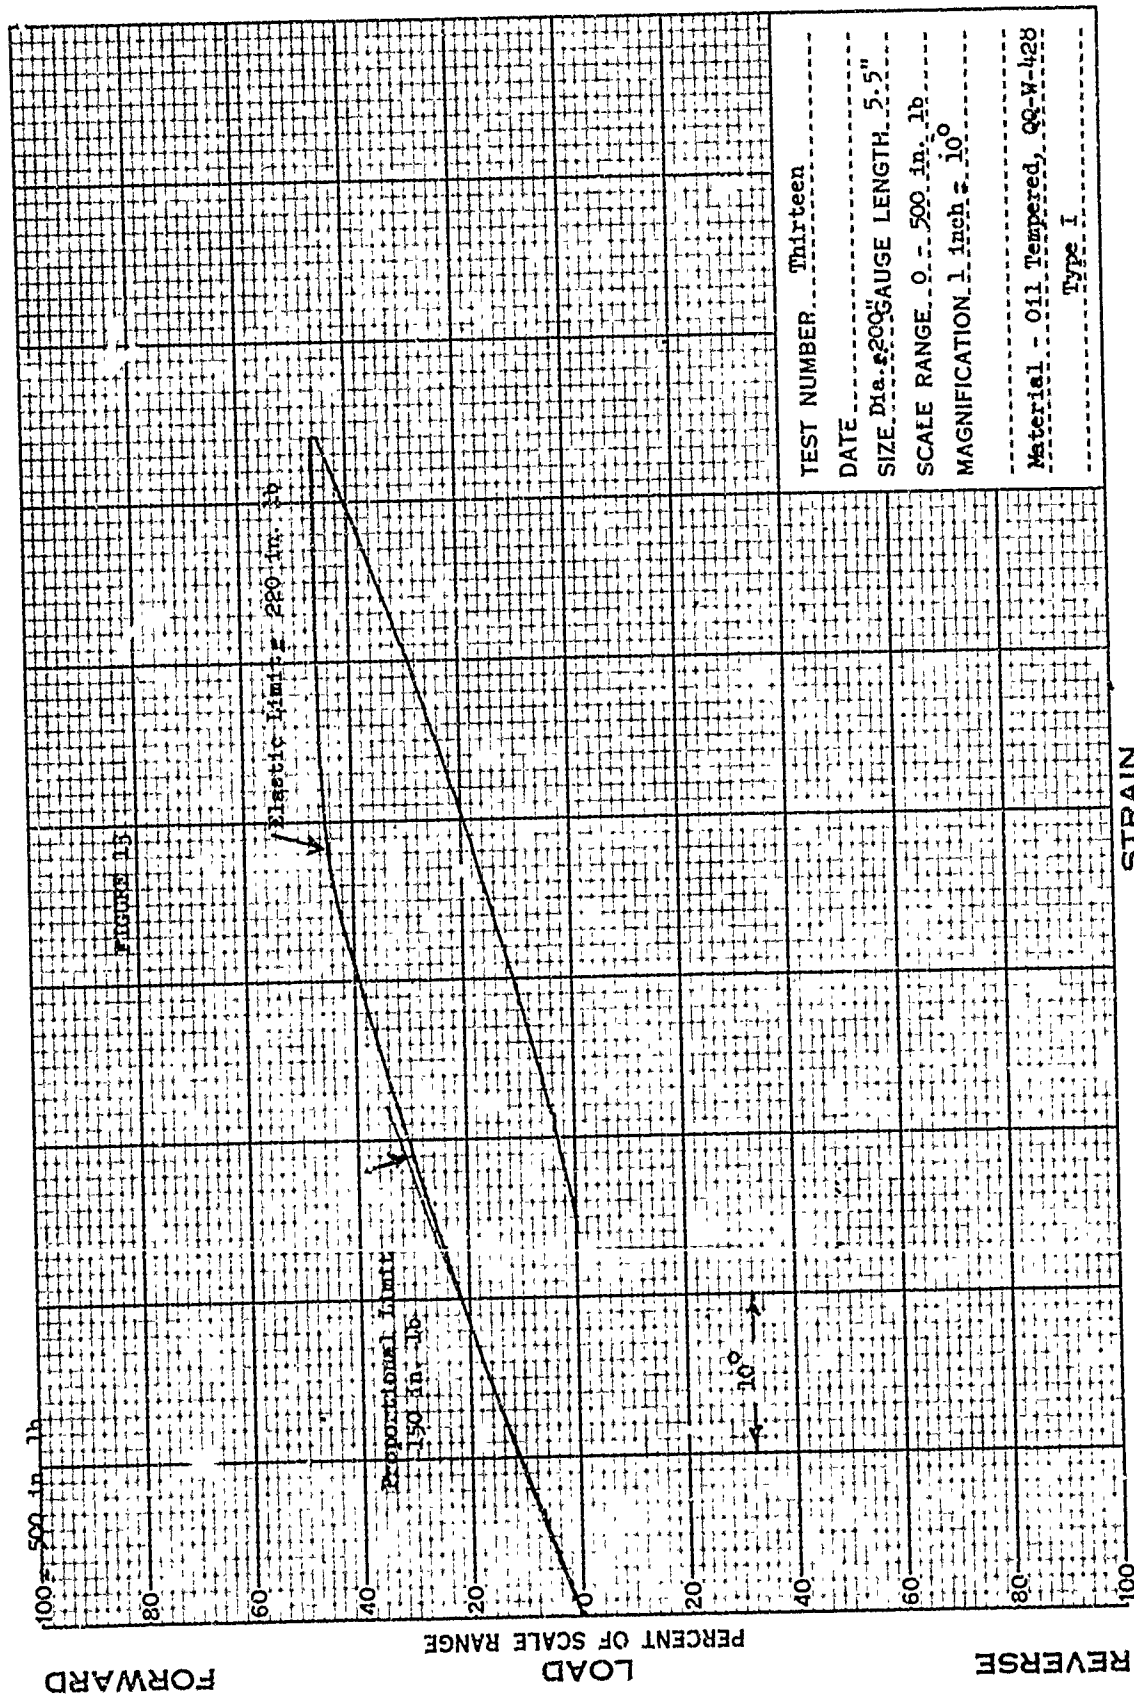 FIGURE 13
100 = 500 in lb
80
60
40
20
0
20
40
60
80
100
FORWARD
LOAD
PERCENT OF SCALE RANGE
REVERSE
Proportional Limit
150 in. lb
Elastic Limit = 220 in. lb
10°
STRAIN
TEST NUMBER Thirteen
DATE
SIZE Dia .200" GAUGE LENGTH 5.5"
SCALE RANGE 0 - 500 in. lb
MAGNIFICATION 1 inch = 10°
Material - Oil Tempered, QQ-W-428
Type I